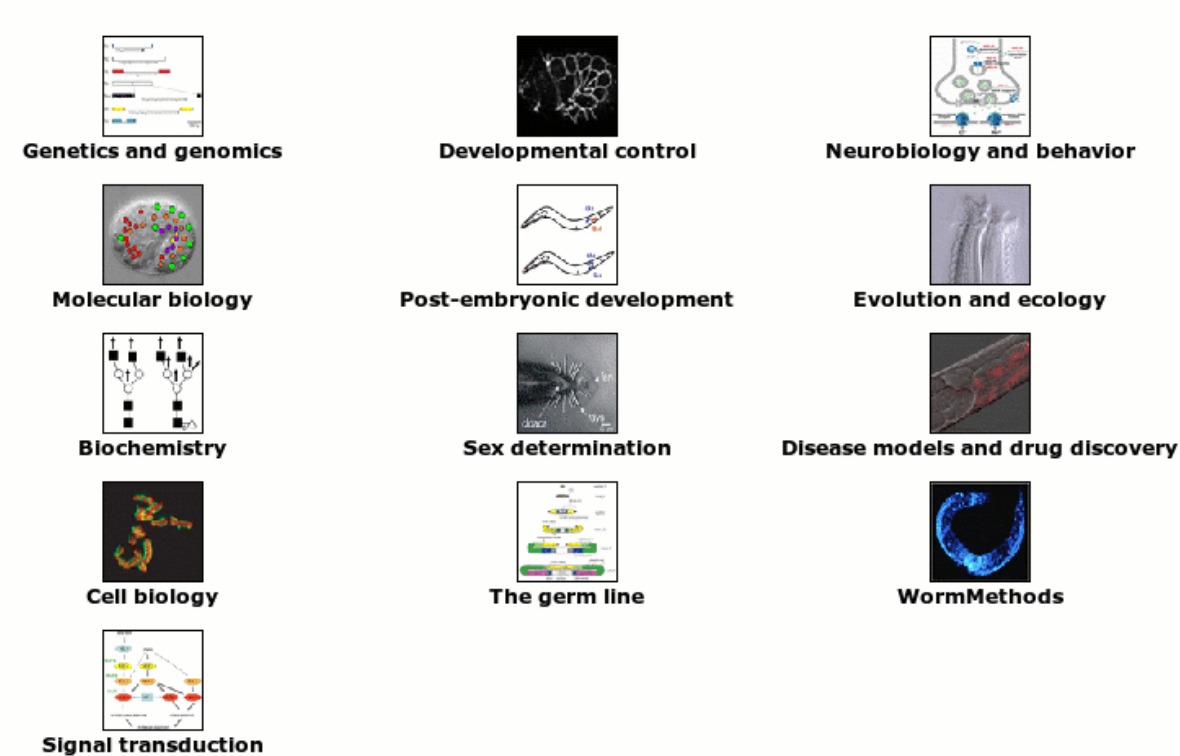 Genetics and genomics
Developmental control
Neurobiology and behavior
Molecular biology
Post-embryonic development
Evolution and ecology
Biochemistry
Sex determination
Disease models and drug discovery
Cell biology
The germ line
WormMethods
Signal transduction